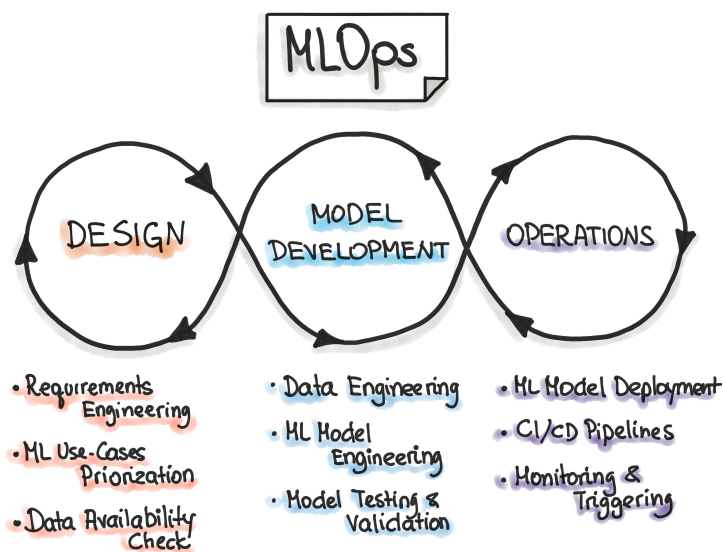 MLOps
DESIGN
MODEL
DEVELOPMENT
OPERATIONS
• Requirements
Engineering
• ML Use-Cases
Priorization
• Data Availability
Check
• Data Engineering
• ML Model
Engineering
• Model Testing &
Validation
• ML Model Deployment
• CI/CD Pipelines
• Monitoring &
Triggering